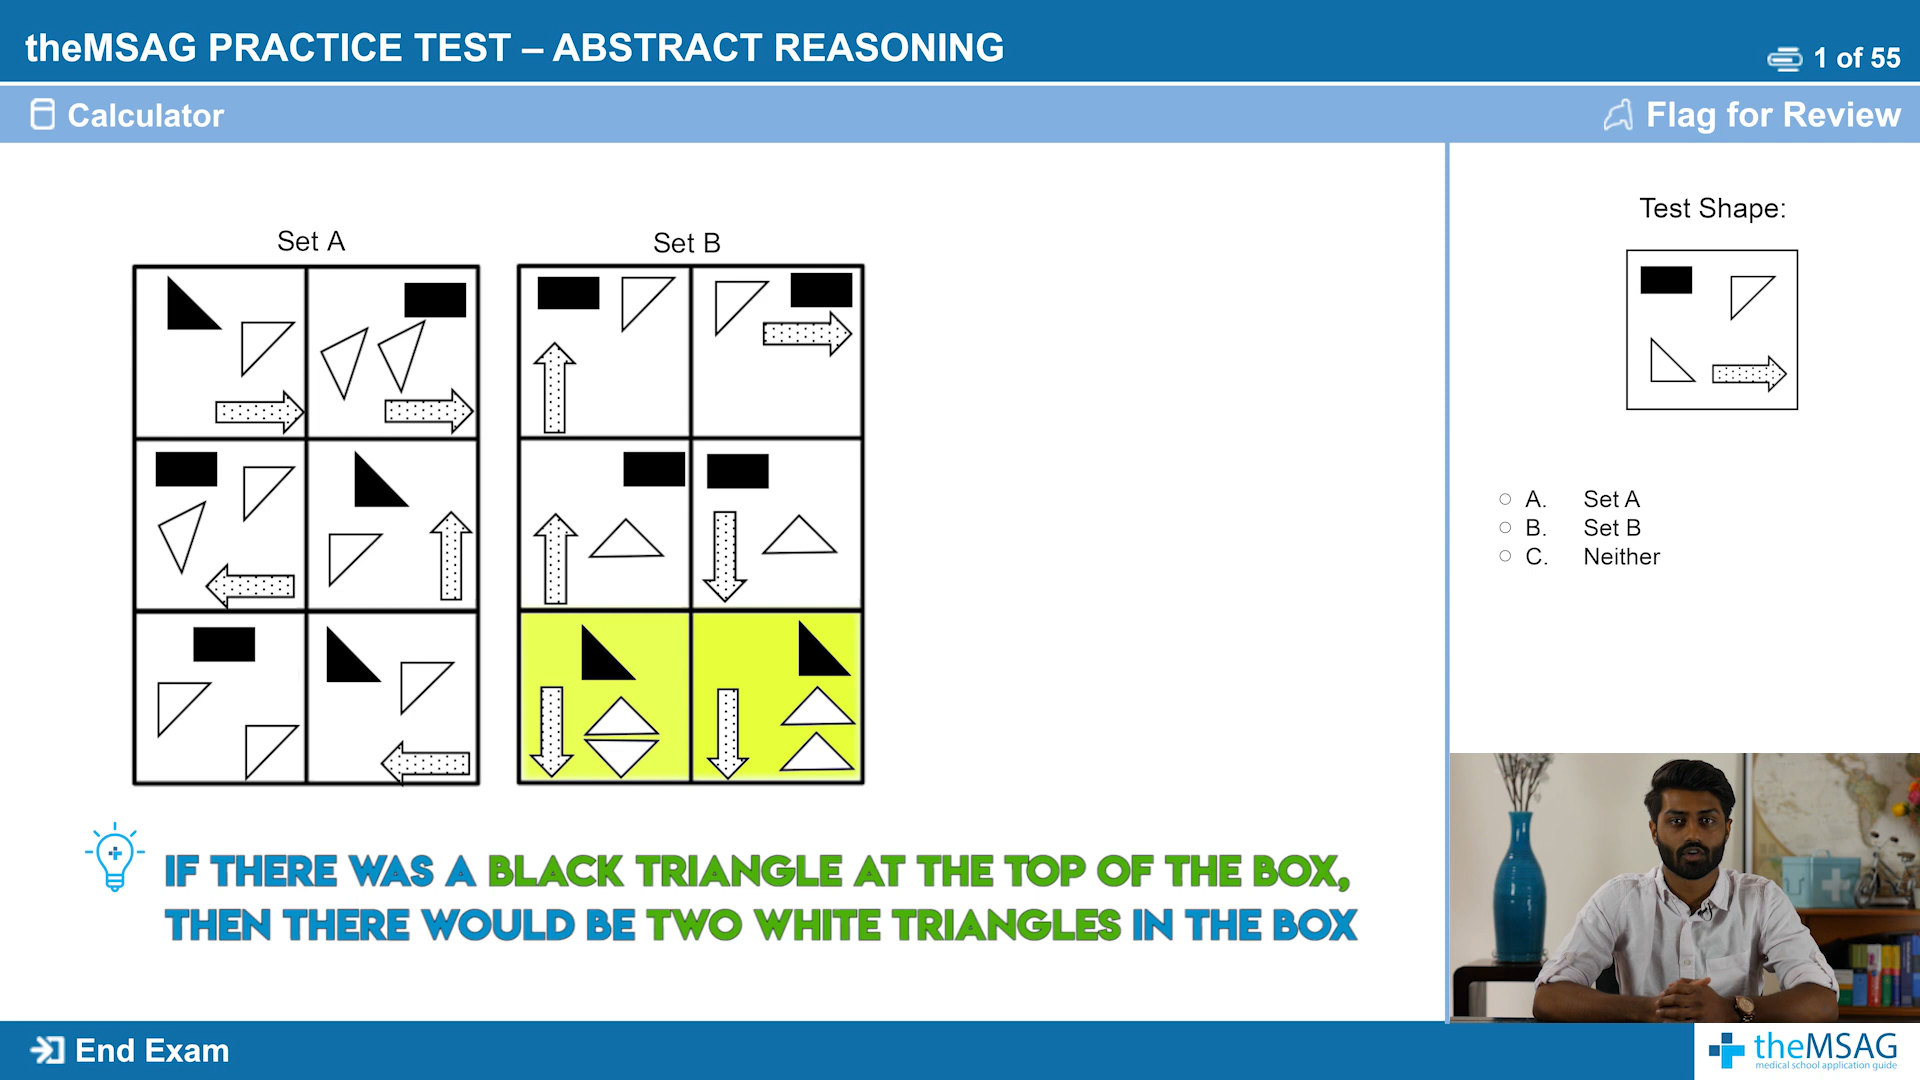 theMSAG PRACTICE TEST – ABSTRACT REASONING
1 of 55
Calculator
Flag for Review
Set A
Set B
Test Shape:
A. Set A
B. Set B
C. Neither
IF THERE WAS A BLACK TRIANGLE AT THE TOP OF THE BOX,
THEN THERE WOULD BE TWO WHITE TRIANGLES IN THE BOX
End Exam
theMSAG
medical school application guide